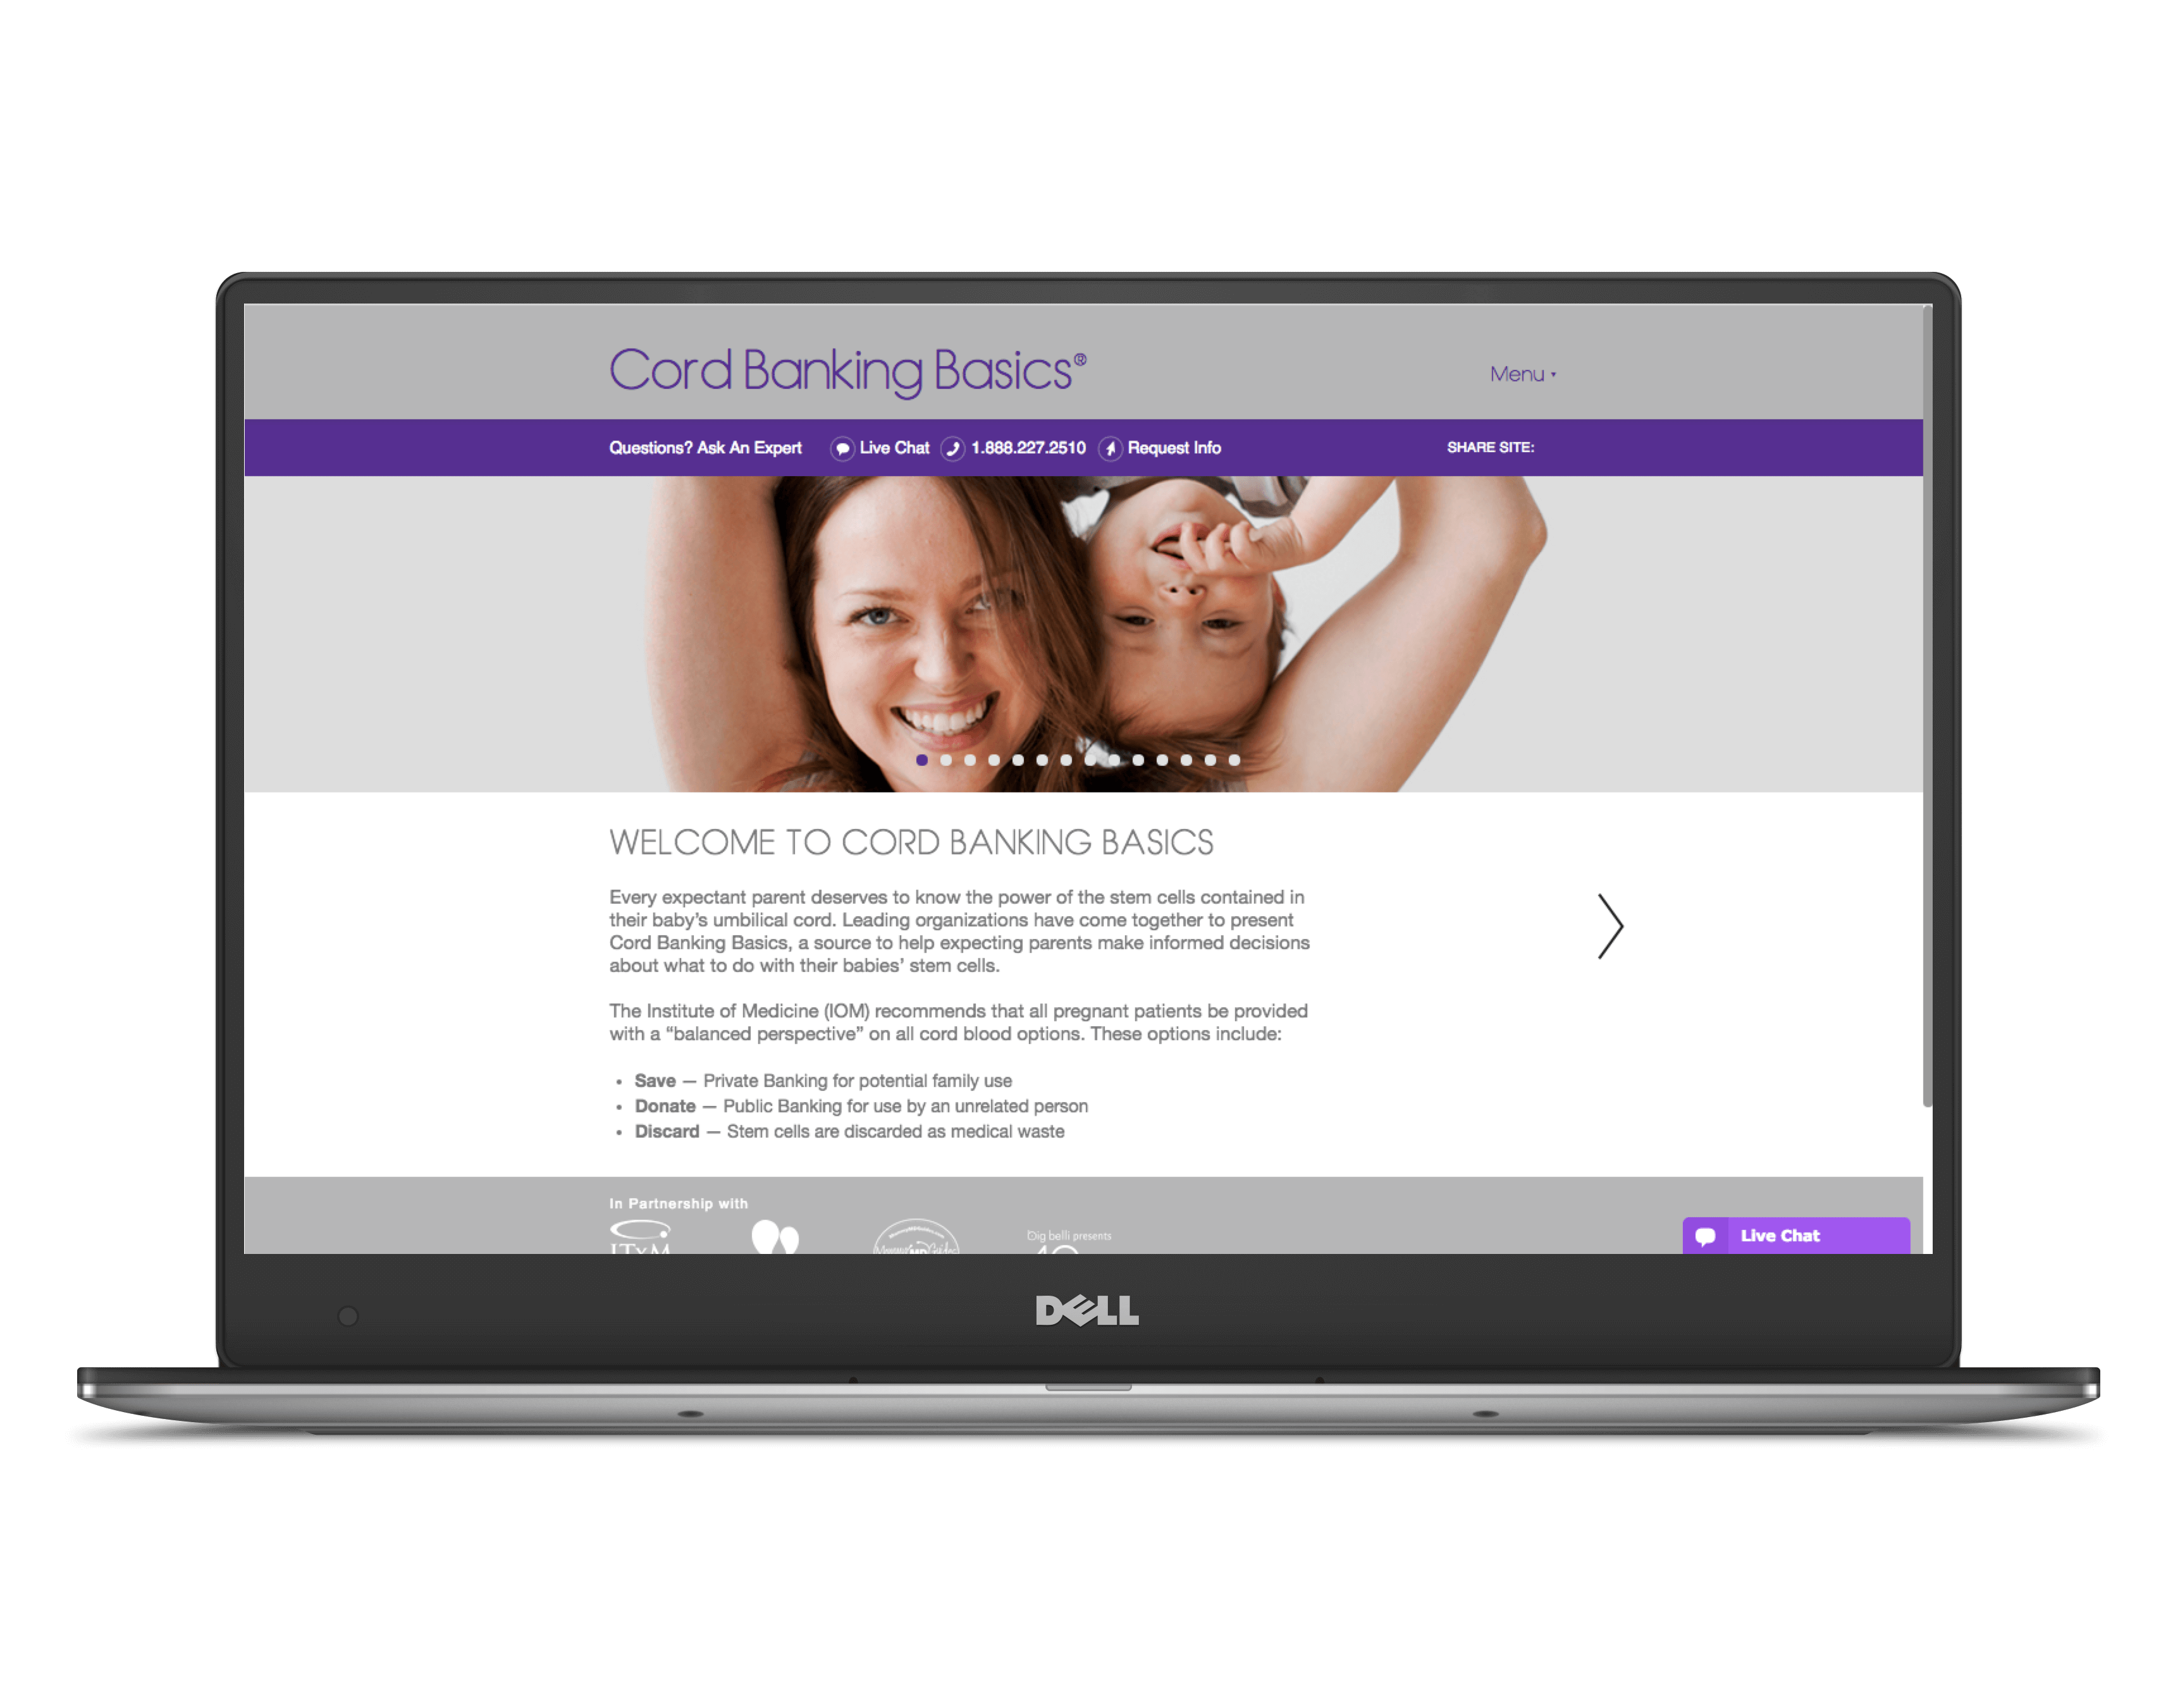 Cord Banking Basics®
Menu
Questions? Ask An Expert
Live Chat
1.888.227.2510
Request Info
SHARE SITE:
WELCOME TO CORD BANKING BASICS
Every expectant parent deserves to know the power of the stem cells contained in
their baby’s umbilical cord. Leading organizations have come together to present
Cord Banking Basics, a source to help expecting parents make informed decisions
about what to do with their babies’ stem cells.
The Institute of Medicine (IOM) recommends that all pregnant patients be provided
with a “balanced perspective” on all cord blood options. These options include:
• Save — Private Banking for potential family use
• Donate — Public Banking for use by an unrelated person
• Discard — Stem cells are discarded as medical waste
In Partnership with
ITxM
big belli presents
Live Chat
DELL